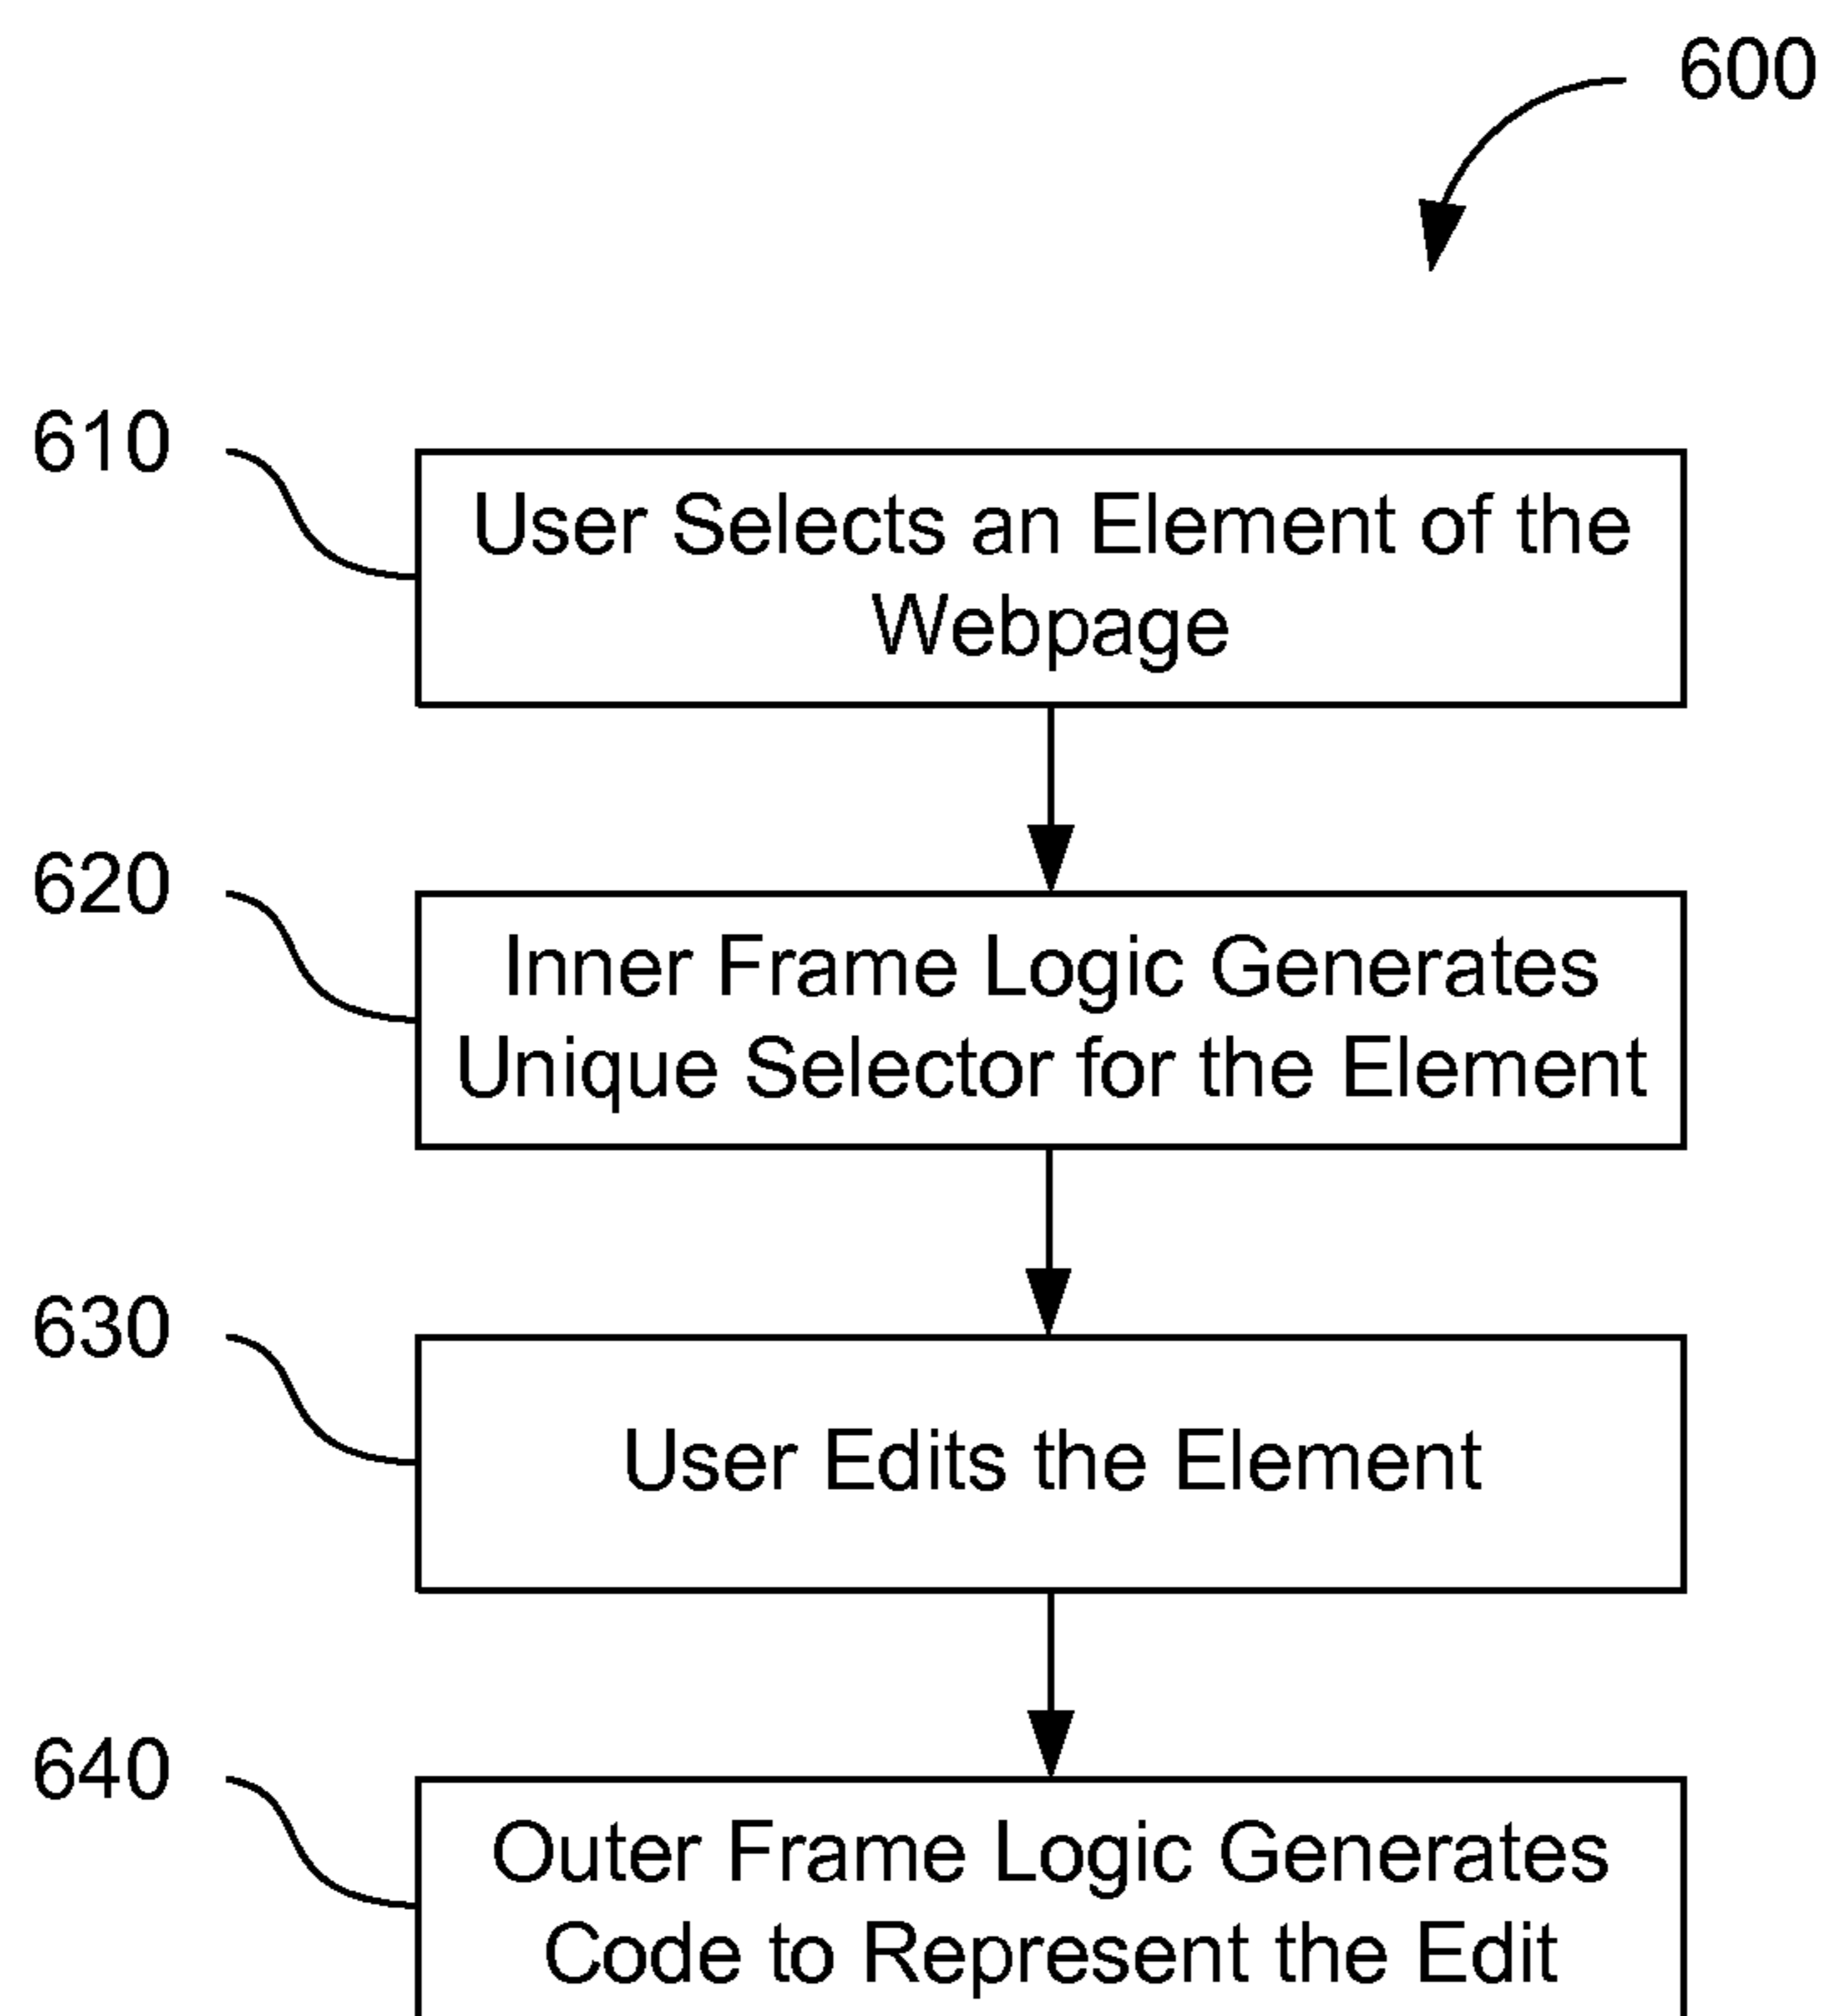 600
610
User Selects an Element of the
Webpage
620
Inner Frame Logic Generates
Unique Selector for the Element
630
User Edits the Element
640
Outer Frame Logic Generates
Code to Represent the Edit